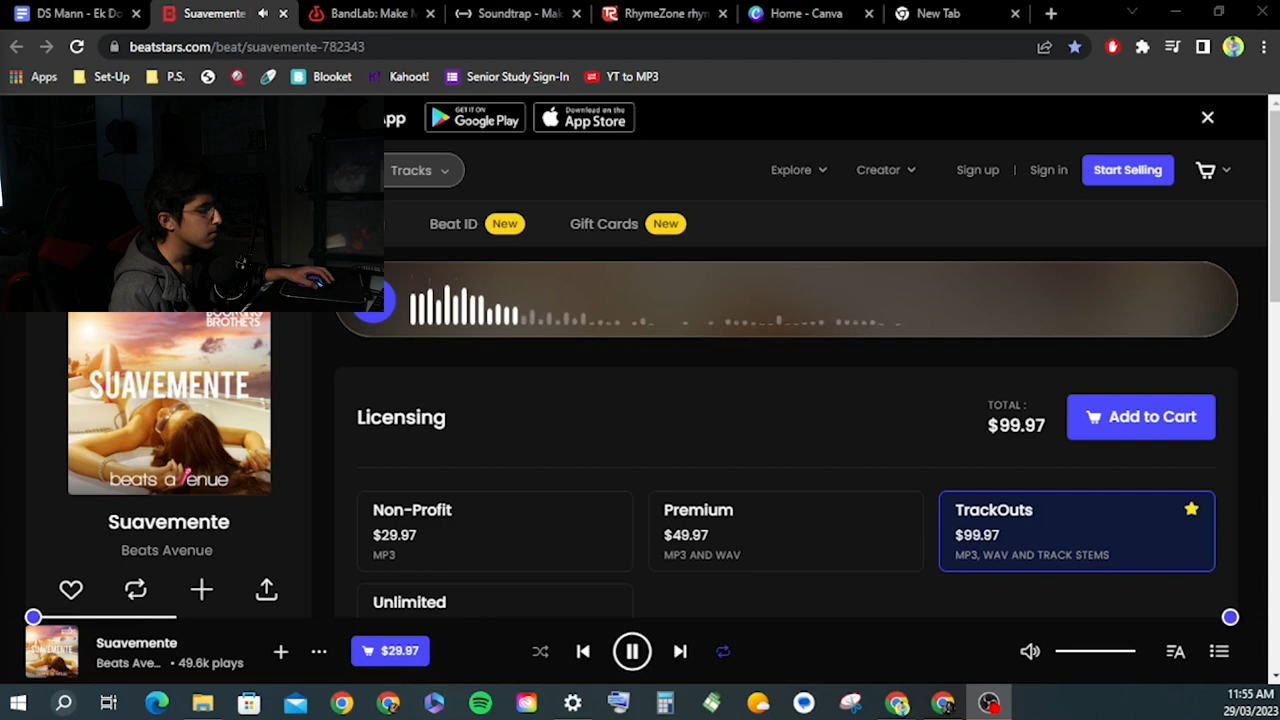 DS Mann - Ek Do
Suavemente
BandLab: Make M
Soundtrap - Mak
RhymeZone rhyn
Home - Canva
New Tab
beatstars.com/beat/suavemente-782343
Apps
Set-Up
P.S.
Blooket
Kahoot!
Senior Study Sign-In
YT to MP3
pp
GET IT ON
Google Play
Download on the
App Store
Tracks
Explore
Creator
Sign up
Sign in
Start Selling
Beat ID
New
Gift Cards
New
BROTHERS
SUAVEMENTE
beats avenue
Suavemente
Beats Avenue
Licensing
TOTAL :
$99.97
Add to Cart
Non-Profit
$29.97
MP3
Premium
$49.97
MP3 AND WAV
TrackOuts
$99.97
MP3, WAV AND TRACK STEMS
Unlimited
Suavemente
Beats Ave... • 49.6k plays
$29.97
11:55 AM
29/03/2023